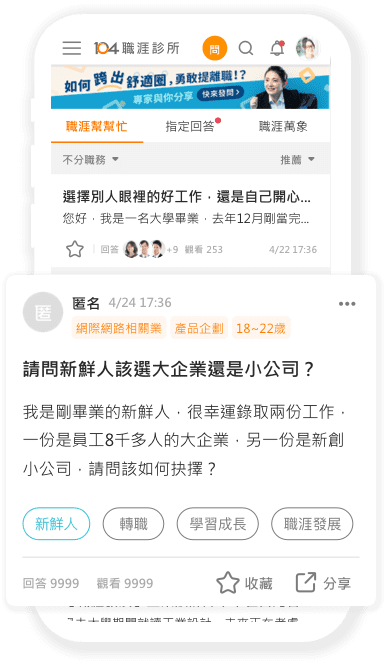 104 職涯診所
問
如何跨出舒適圈,勇敢提離職!?
專家與你分享 快來發問>
職涯幫幫忙 指定回答 職涯萬象
不分職務 推薦
選擇別人眼裡的好工作,還是自己開心...
您好,我是一名大學畢業,去年12月剛當完...
回答 +9 觀看 253 4/22 17:36
匿 匿名 4/24 17:36
網際網路相關業 產品企劃 18~22歲
請問新鮮人該選大企業還是小公司?
我是剛畢業的新鮮人,很幸運錄取兩份工作,
一份是員工8千多人的大企業,另一份是新創
小公司,請問該如何抉擇?
新鮮人 轉職 學習成長 職涯發展
回答 9999 觀看 9999 收藏 分享